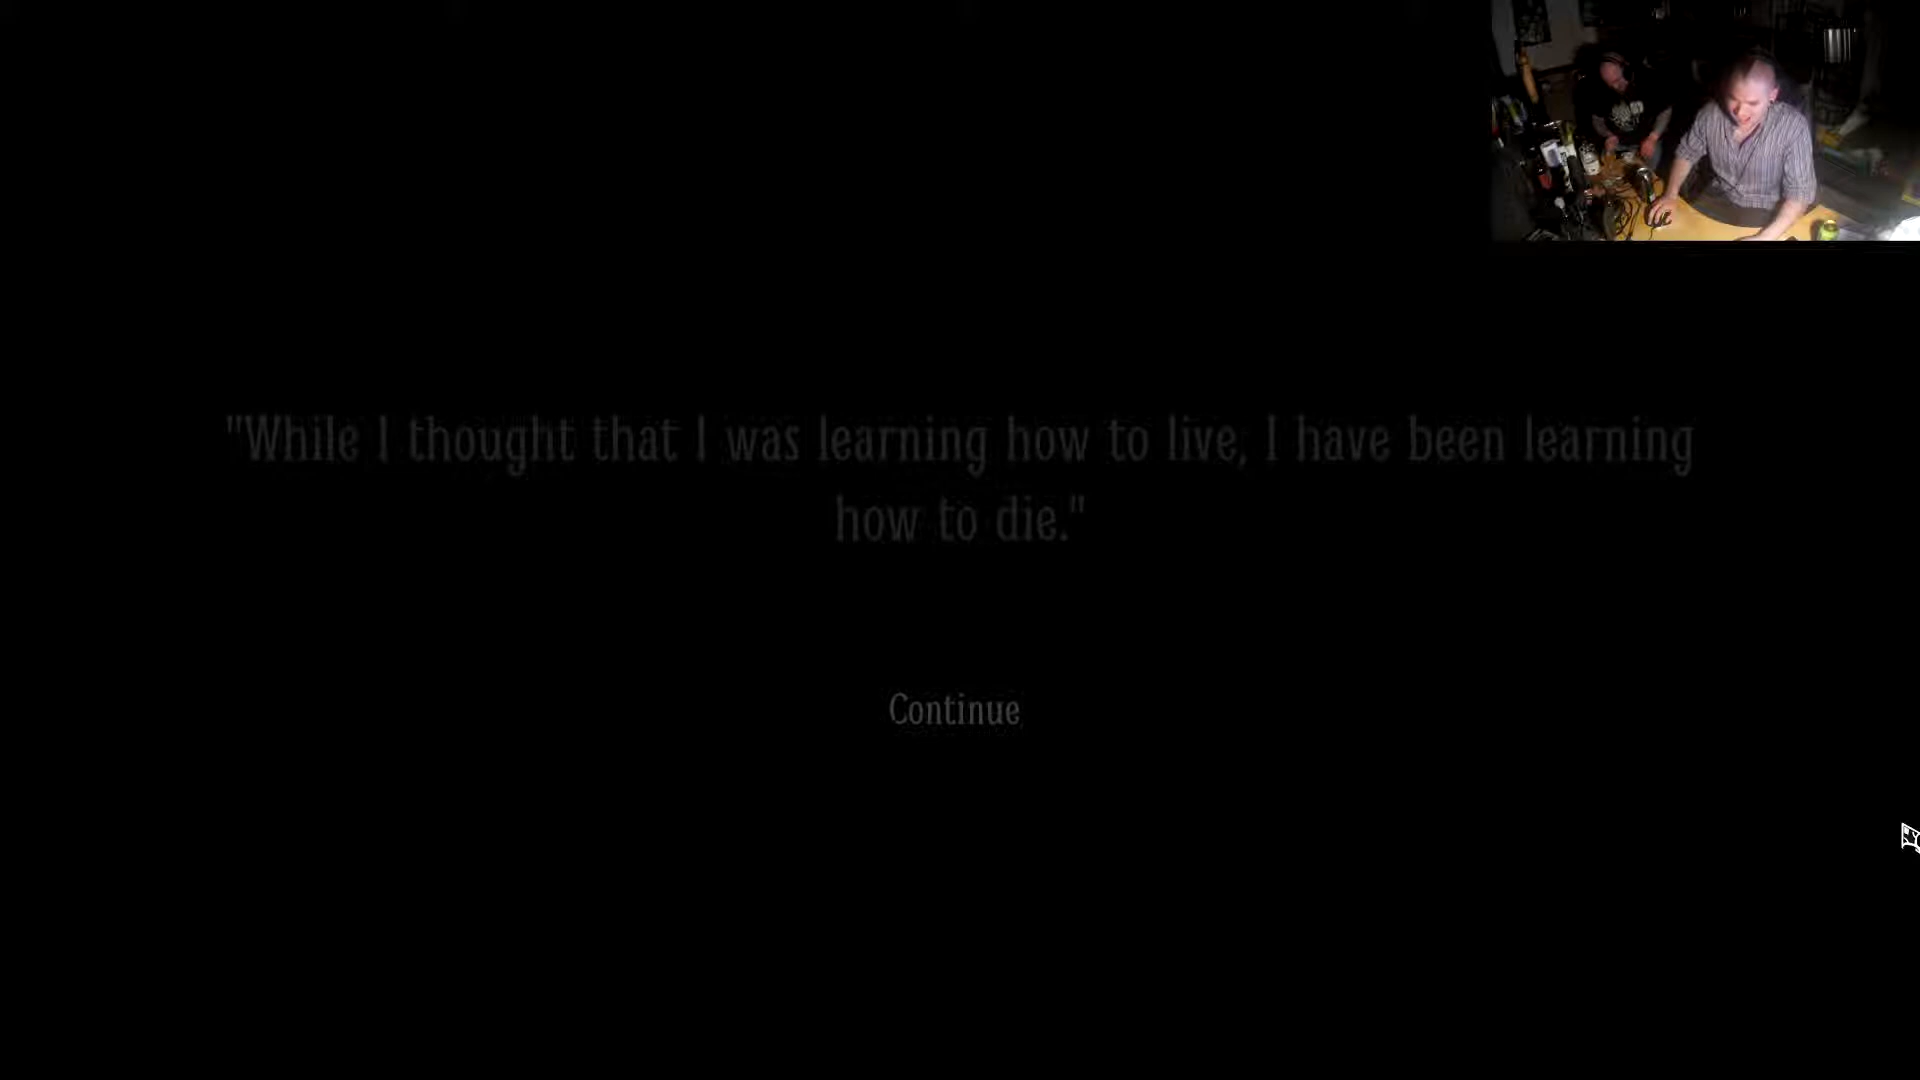 "While I thought that I was learning how to live, I have been learning
how to die."
Continue